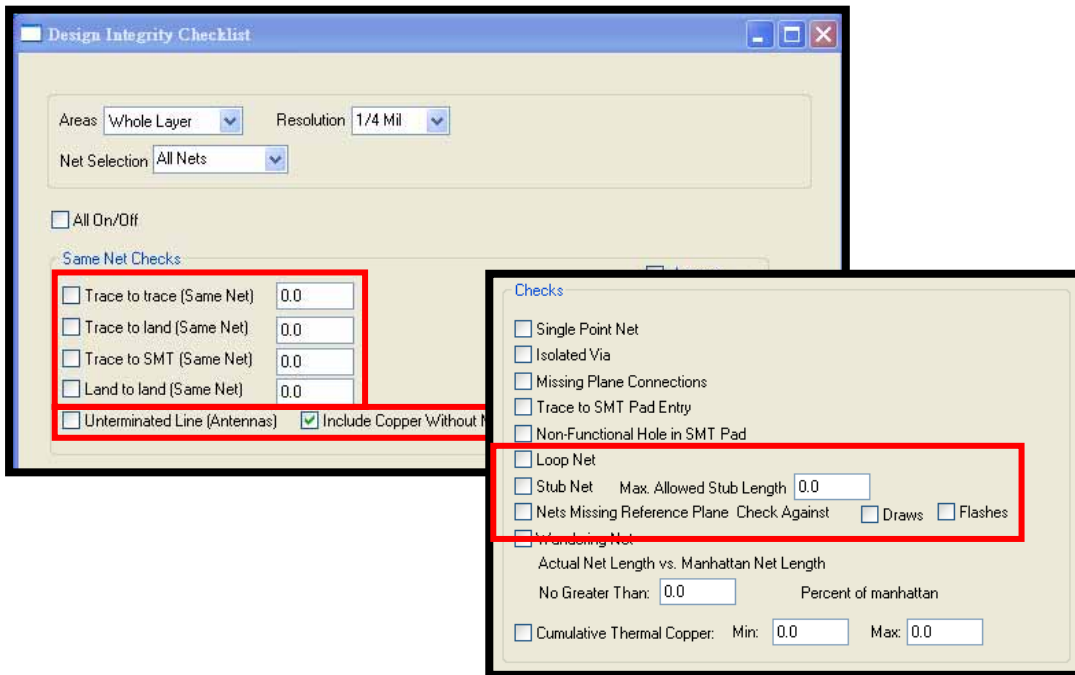 Design Integrity Checklist
Areas Whole Layer Resolution 1/4 Mil
Net Selection All Nets
All On/Off
Same Net Checks
Trace to trace (Same Net) 0.0
Trace to land (Same Net) 0.0
Trace to SMT (Same Net) 0.0
Land to land (Same Net) 0.0
Unterminated Line (Antennas) Include Copper Without
Checks
Single Point Net
Isolated Via
Missing Plane Connections
Trace to SMT Pad Entry
Non-Functional Hole in SMT Pad
Loop Net
Stub Net Max. Allowed Stub Length 0.0
Nets Missing Reference Plane Check Against Draws Flashes
Wandering Net
Actual Net Length vs. Manhattan Net Length
No Greater Than: 0.0 Percent of manhattan
Cumulative Thermal Copper: Min: 0.0 Max: 0.0